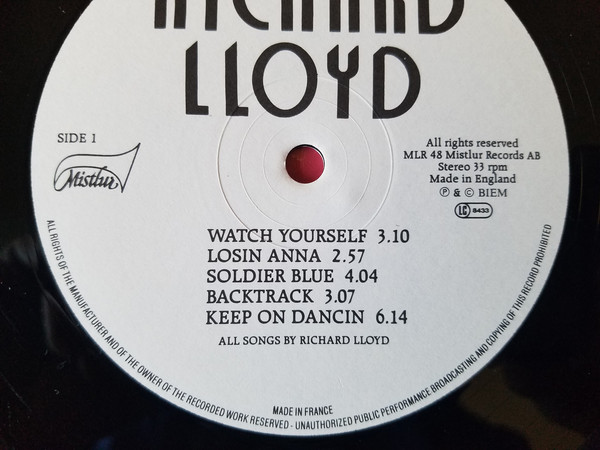 RICHARD
LLOYD
SIDE 1
Mistlur
All rights reserved
MLR 48 Mistlur Records AB
Stereo 33 rpm
Made in England
℗ & © BIEM
LC 8433
WATCH YOURSELF 3.10
LOSIN ANNA 2.57
SOLDIER BLUE 4.04
BACKTRACK 3.07
KEEP ON DANCIN 6.14
ALL SONGS BY RICHARD LLOYD
MADE IN FRANCE
ALL RIGHTS OF THE MANUFACTURER AND OF THE OWNER OF THE RECORDED WORK RESERVED - UNAUTHORIZED PUBLIC PERFORMANCE BROADCASTING AND COPYING OF THIS RECORD PROHIBITED